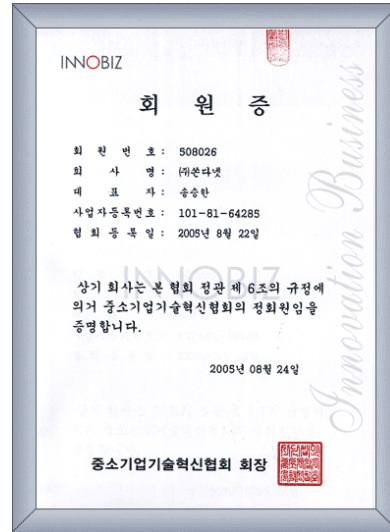 INNOBIZ
회 원 증
회 원 번 호 : 508026
회 사 명 : (주)쏜다넷
대 표 자 : 송승한
사업자등록번호 : 101-81-64285
협 회 등 록 일 : 2005년 8월 22일
INNOBIZ
상기 회사는 본 협회 정관 제 6조의 규정에
의거 중소기업기술혁신협회의 정회원임을
증명합니다.
2005년 08월 24일
중소기업기술혁신협회 회장
Innovation Business